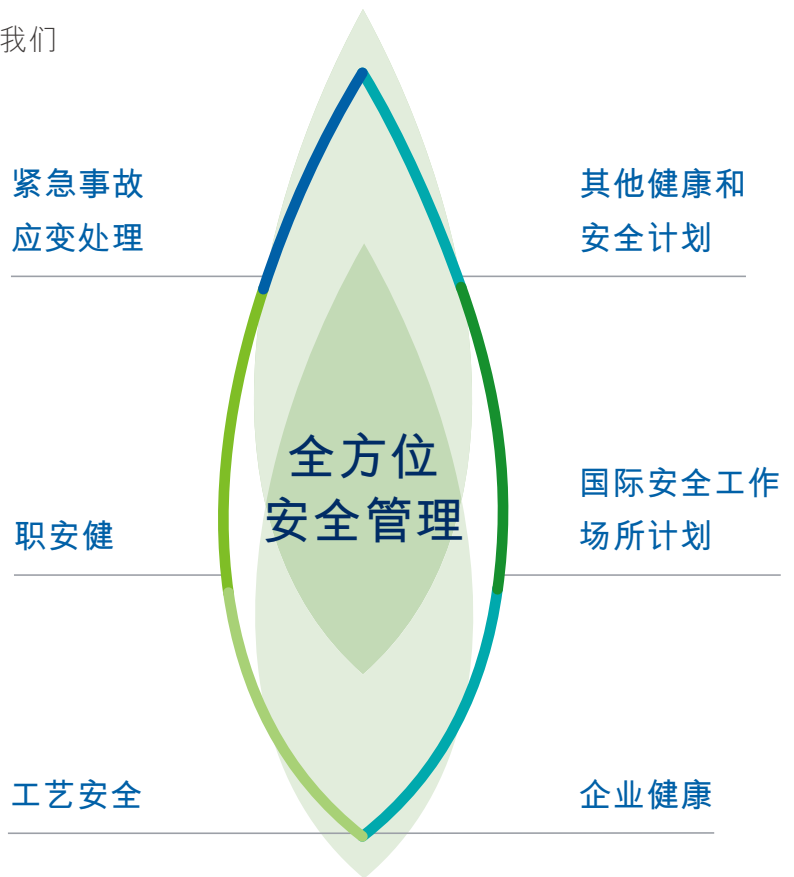 我们
紧急事故
应变处理
其他健康和
安全计划
全方位
安全管理
职安健
国际安全工作
场所计划
工艺安全
企业健康